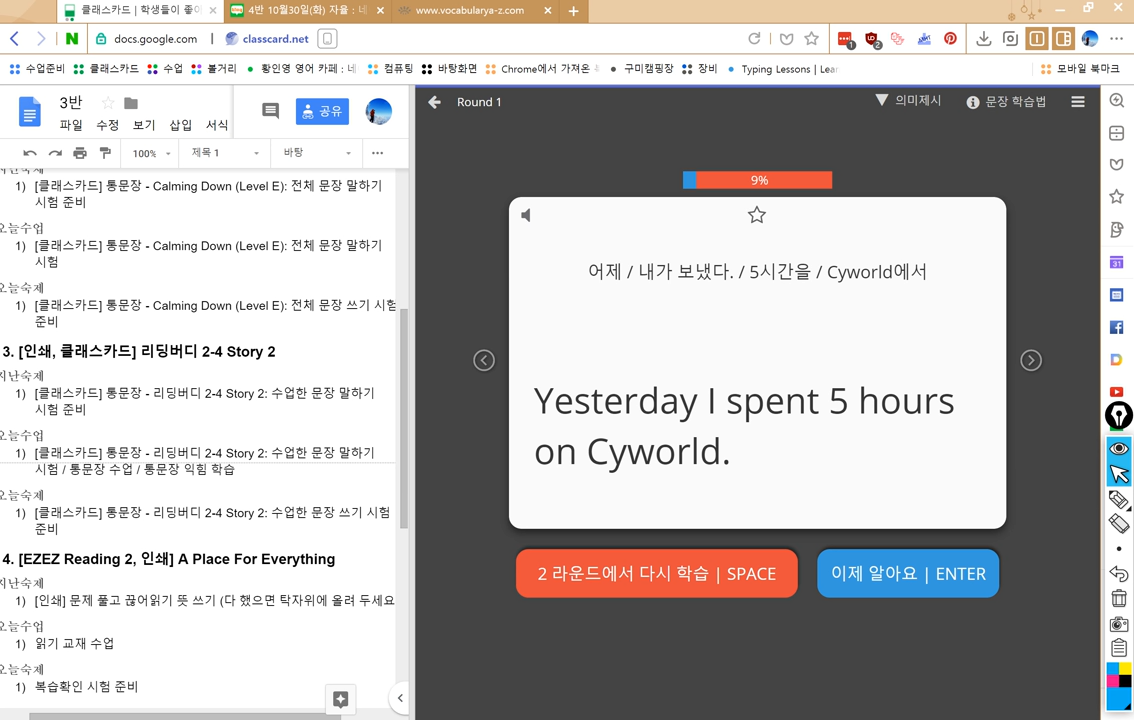 클래스카드 | 학생들이 좋아
4반 10월30일(화) 자율 : 네
www.vocabularya-z.com
docs.google.com
classcard.net
수업준비
클래스카드
수업
볼거리
황인영 영어 카페 : 네
컴퓨팅
바탕화면
Chrome에서 가져온
구미캠핑장
장비
Typing Lessons | Lear
모바일 북마크
3반
파일 수정 보기 삽입 서식
공유
100% 제목 1 바탕
지난숙제
1) [클래스카드] 통문장 - Calming Down (Level E): 전체 문장 말하기
시험 준비
오늘수업
1) [클래스카드] 통문장 - Calming Down (Level E): 전체 문장 말하기
시험
오늘숙제
1) [클래스카드] 통문장 - Calming Down (Level E): 전체 문장 쓰기 시험
준비
3. [인쇄, 클래스카드] 리딩버디 2-4 Story 2
지난숙제
1) [클래스카드] 통문장 - 리딩버디 2-4 Story 2: 수업한 문장 말하기
시험 준비
오늘수업
1) [클래스카드] 통문장 - 리딩버디 2-4 Story 2: 수업한 문장 말하기
시험 / 통문장 수업 / 통문장 익힘 학습
오늘숙제
1) [클래스카드] 통문장 - 리딩버디 2-4 Story 2: 수업한 문장 쓰기 시험
준비
4. [EZEZ Reading 2, 인쇄] A Place For Everything
지난숙제
1) [인쇄] 문제 풀고 끊어읽기 뜻 쓰기 (다 했으면 탁자위에 올려 두세요
오늘수업
1) 읽기 교재 수업
오늘숙제
1) 복습확인 시험 준비
Round 1
의미제시
문장 학습법
9%
어제 / 내가 보냈다. / 5시간을 / Cyworld에서
Yesterday I spent 5 hours
on Cyworld.
2 라운드에서 다시 학습 | SPACE
이제 알아요 | ENTER